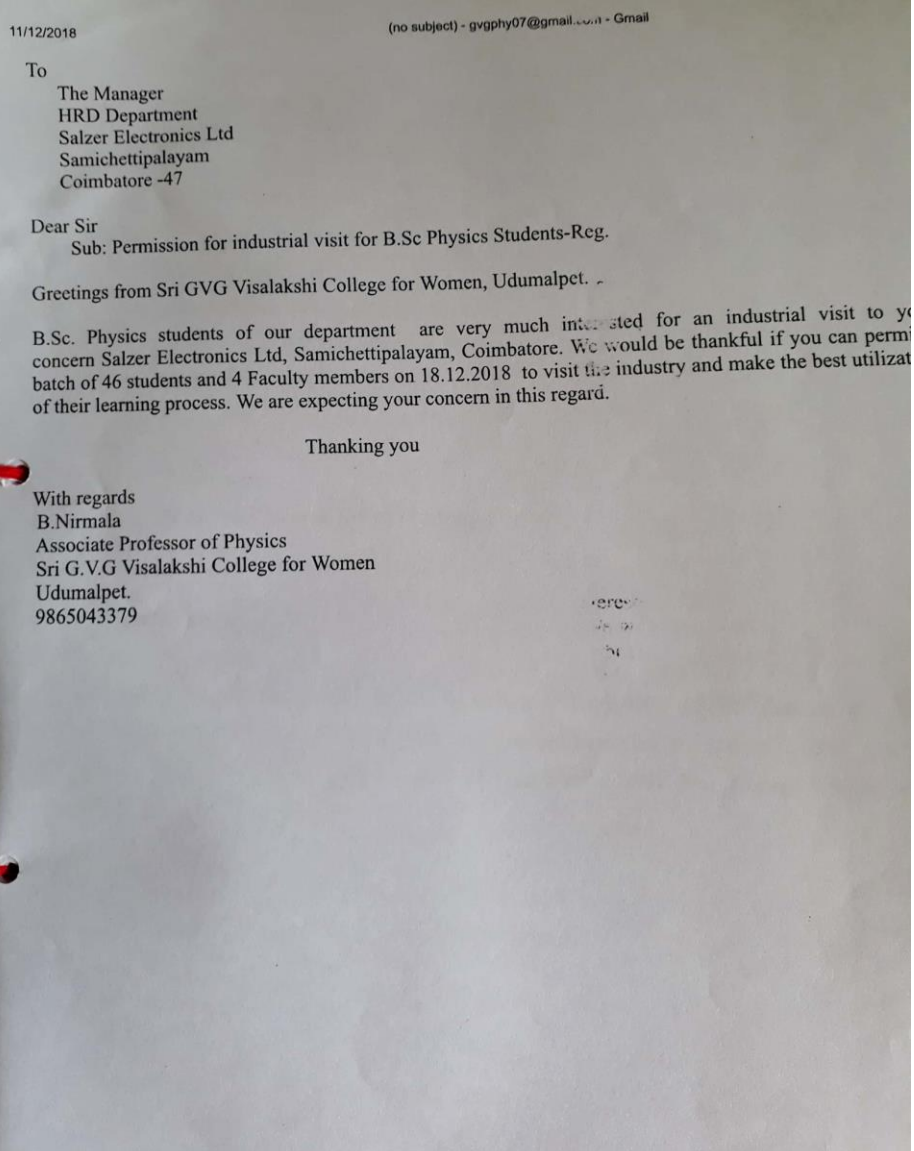 11/12/2018
(no subject) - gvgphy07@gmail.com - Gmail
To
The Manager
HRD Department
Salzer Electronics Ltd
Samichettipalayam
Coimbatore -47
Dear Sir
Sub: Permission for industrial visit for B.Sc Physics Students-Reg.
Greetings from Sri GVG Visalakshi College for Women, Udumalpet.
B.Sc. Physics students of our department are very much interested for an industrial visit to
concern Salzer Electronics Ltd, Samichettipalayam, Coimbatore. We would be thankful if you can
batch of 46 students and 4 Faculty members on 18.12.2018 to visit the industry and make the best
of their learning process. We are expecting your concern in this regard.
Thanking you
With regards
B.Nirmala
Associate Professor of Physics
Sri G.V.G Visalakshi College for Women
Udumalpet.
9865043379